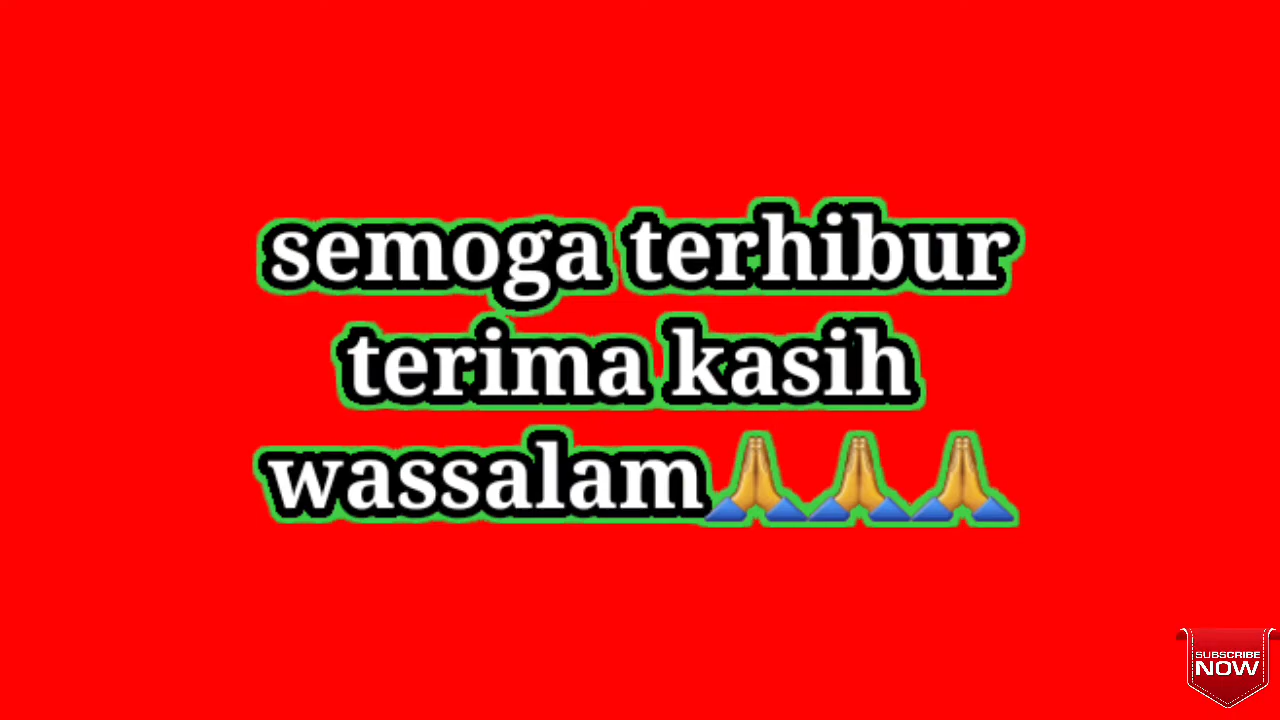 semoga terhibur
terima kasih
wassalam🙏🙏🙏
SUBSCRIBE
NOW